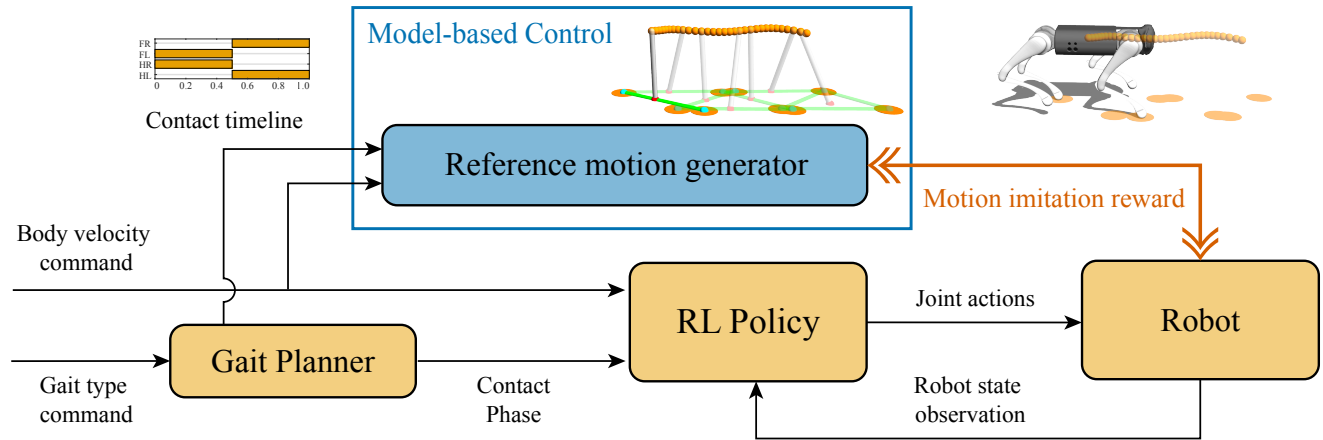 Model-based Control
FR
FL
HR
HL
0 0.2 0.4 0.6 0.8 1.0
Contact timeline
Reference motion generator
Motion imitation reward
Body velocity
command
RL Policy
Joint actions
Robot
Gait Planner
Gait type
command
Contact
Phase
Robot state
observation